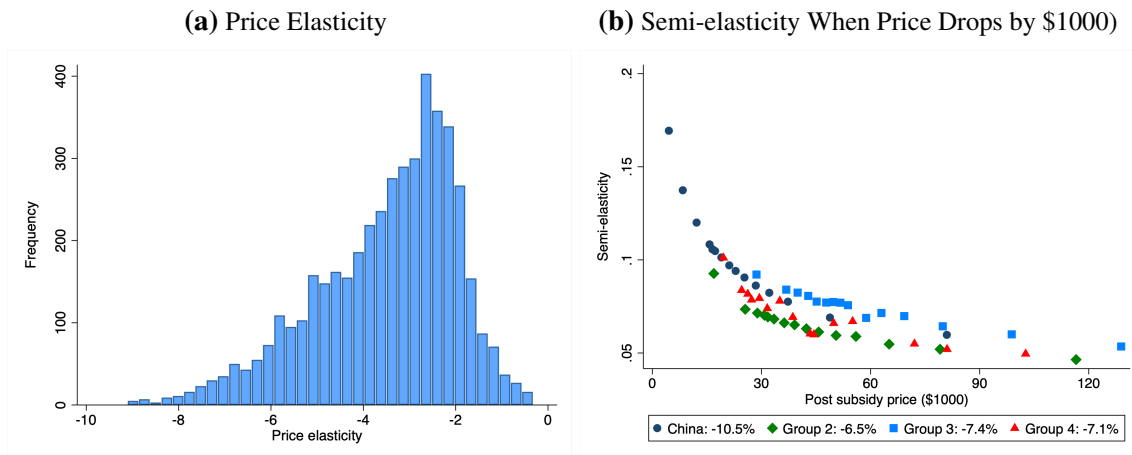 (a) Price Elasticity
400
300
200
100
0
Frequency
-10
-8
-6
-4
-2
0
Price elasticity
(b) Semi-elasticity When Price Drops by $1000)
.2
.15
.1
.05
Semi-elasticity
0
30
60
90
120
Post subsidy price ($1000)
China: -10.5%
Group 2: -6.5%
Group 3: -7.4%
Group 4: -7.1%